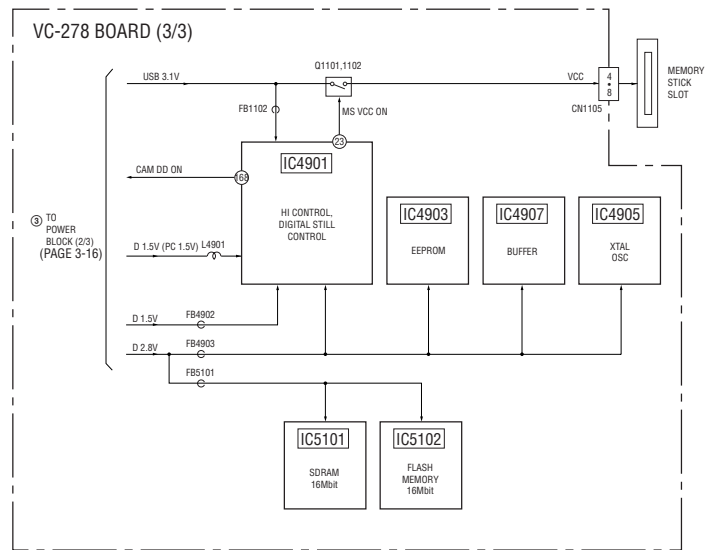 VC-278 BOARD (3/3)
Q1101,1102
USB 3.1V
VCC
4
8
MEMORY
STICK
SLOT
FB1102
MS VCC ON
CN1105
23
CAM DD ON
168
IC4901
HI CONTROL,
DIGITAL STILL
CONTROL
IC4903
EEPROM
IC4907
BUFFER
IC4905
XTAL
OSC
3 TO
POWER
BLOCK (2/3)
(PAGE 3-16)
D 1.5V (PC 1.5V) L4901
D 1.5V
FB4902
D 2.8V
FB4903
FB5101
IC5101
SDRAM
16Mbit
IC5102
FLASH
MEMORY
16Mbit